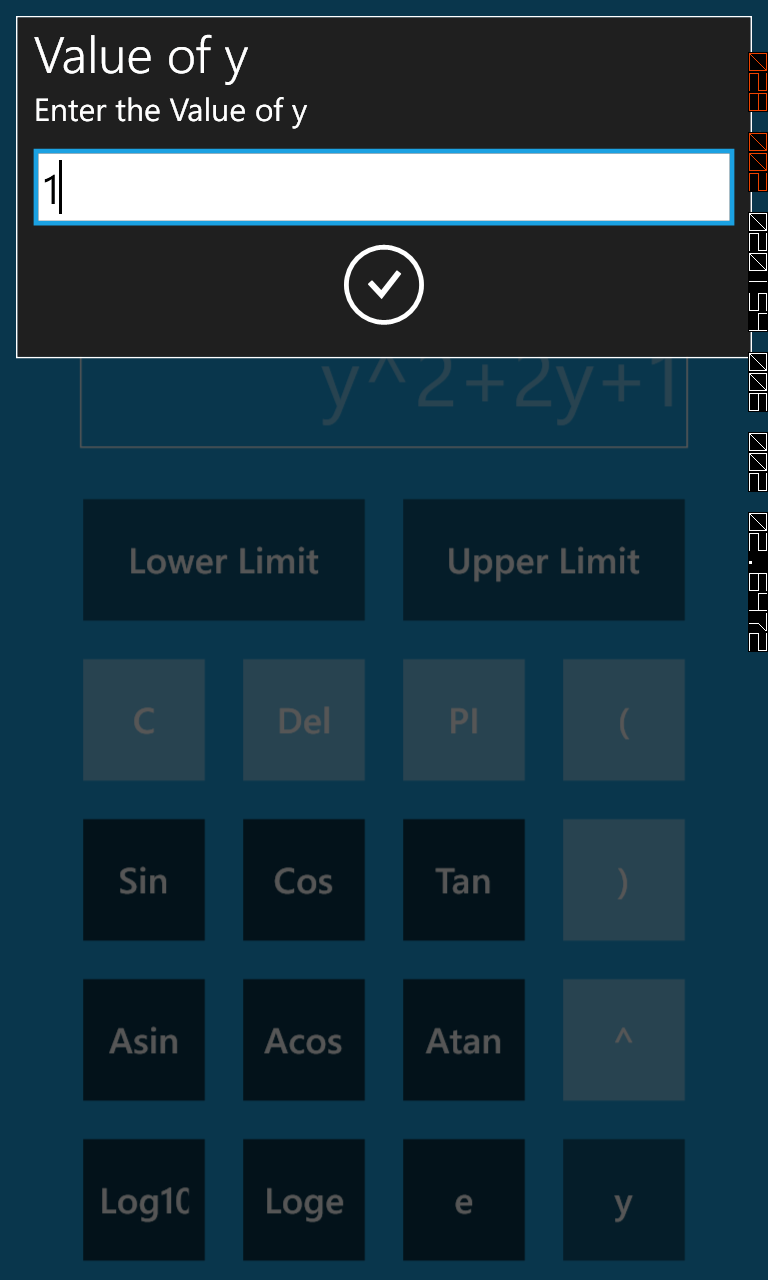 Value of y
Enter the Value of y
1
y^2+2y+1
Lower Limit
Upper Limit
C
Del
PI
(
Sin
Cos
Tan
)
Asin
Acos
Atan
^
Log10
Loge
e
y